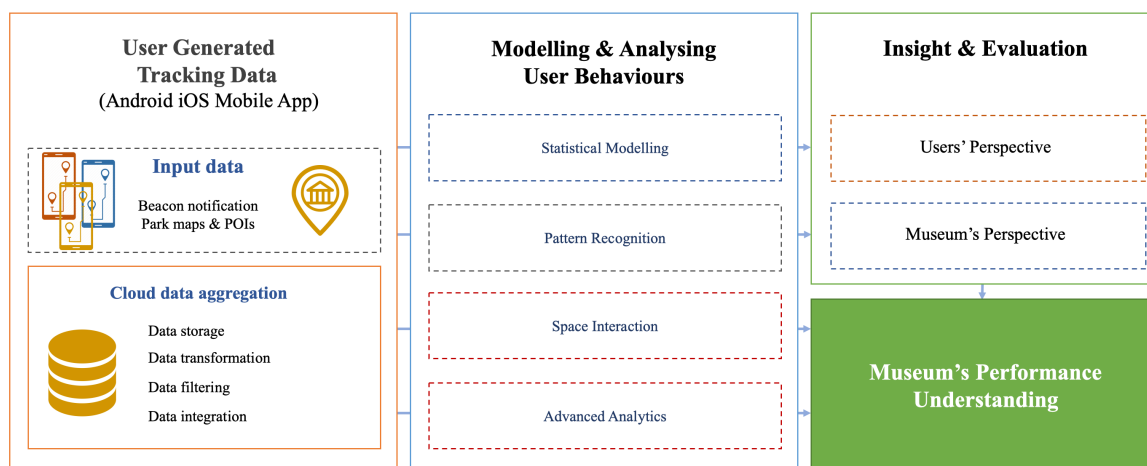 User Generated
Tracking Data
(Android iOS Mobile App)
Input data
Beacon notification
Park maps & POIs
Cloud data aggregation
Data storage
Data transformation
Data filtering
Data integration
Modelling & Analysing
User Behaviours
Statistical Modelling
Pattern Recognition
Space Interaction
Advanced Analytics
Insight & Evaluation
Users’ Perspective
Museum’s Perspective
Museum’s Performance
Understanding